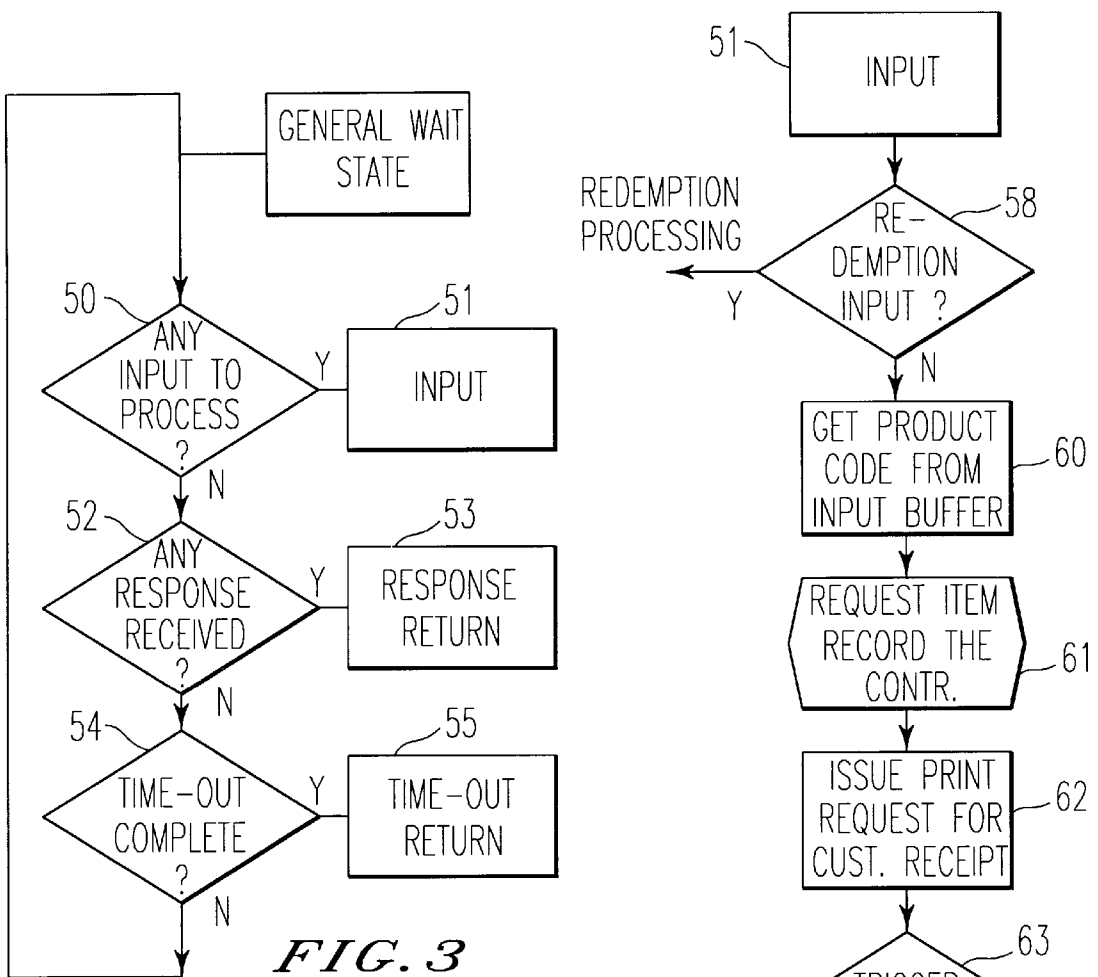 GENERAL WAIT
STATE
50
ANY
INPUT TO
PROCESS
?
Y
N
51
INPUT
52
ANY
RESPONSE
RECEIVED
?
Y
N
53
RESPONSE
RETURN
54
TIME-OUT
COMPLETE
?
Y
N
55
TIME-OUT
RETURN
FIG. 3
51
INPUT
REDEMPTION
PROCESSING
Y
58
RE-
DEMPTION
INPUT ?
N
GET PRODUCT
CODE FROM
INPUT BUFFER
60
REQUEST ITEM
RECORD THE
CONTR.
61
ISSUE PRINT
REQUEST FOR
CUST. RECEIPT
62
63
TRIGGER